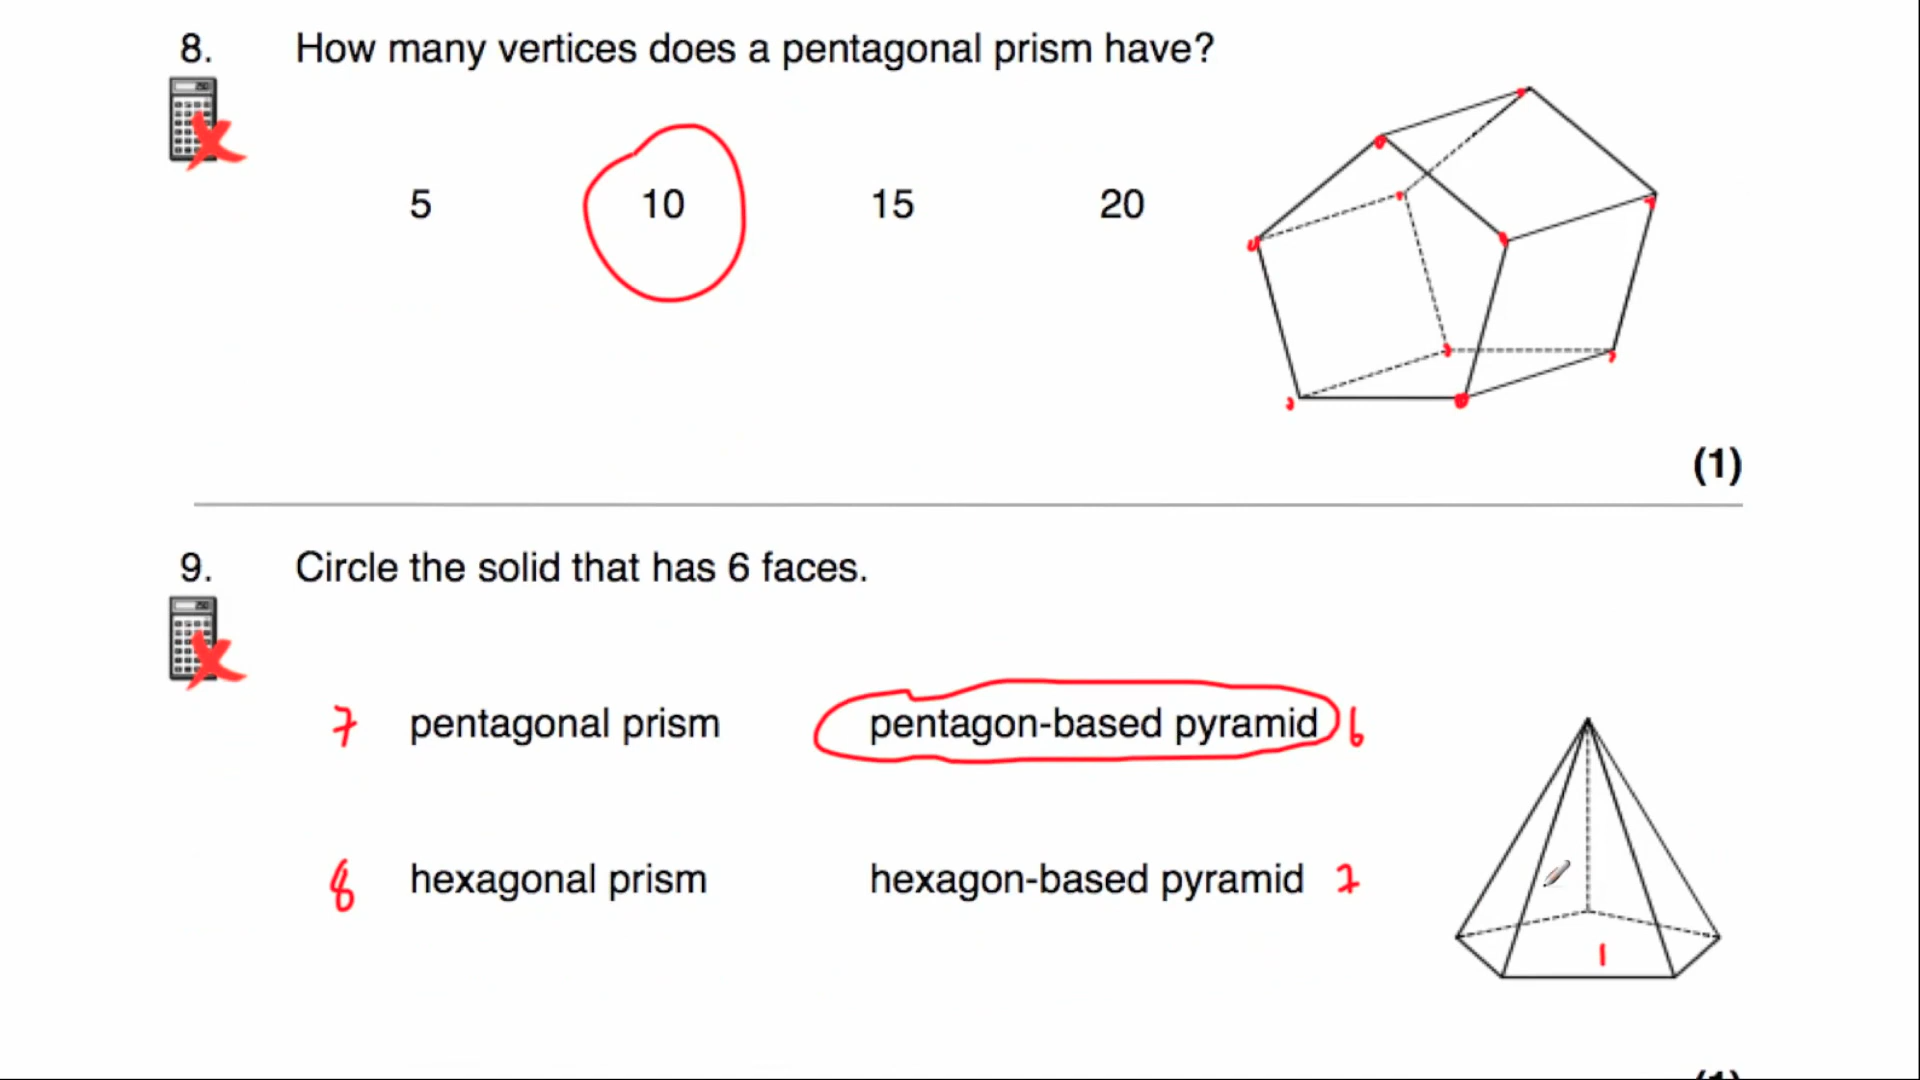 8. How many vertices does a pentagonal prism have?
5 10 15 20
(1)
9. Circle the solid that has 6 faces.
7 pentagonal prism pentagon-based pyramid 6
8 hexagonal prism hexagon-based pyramid 7
1
(1)